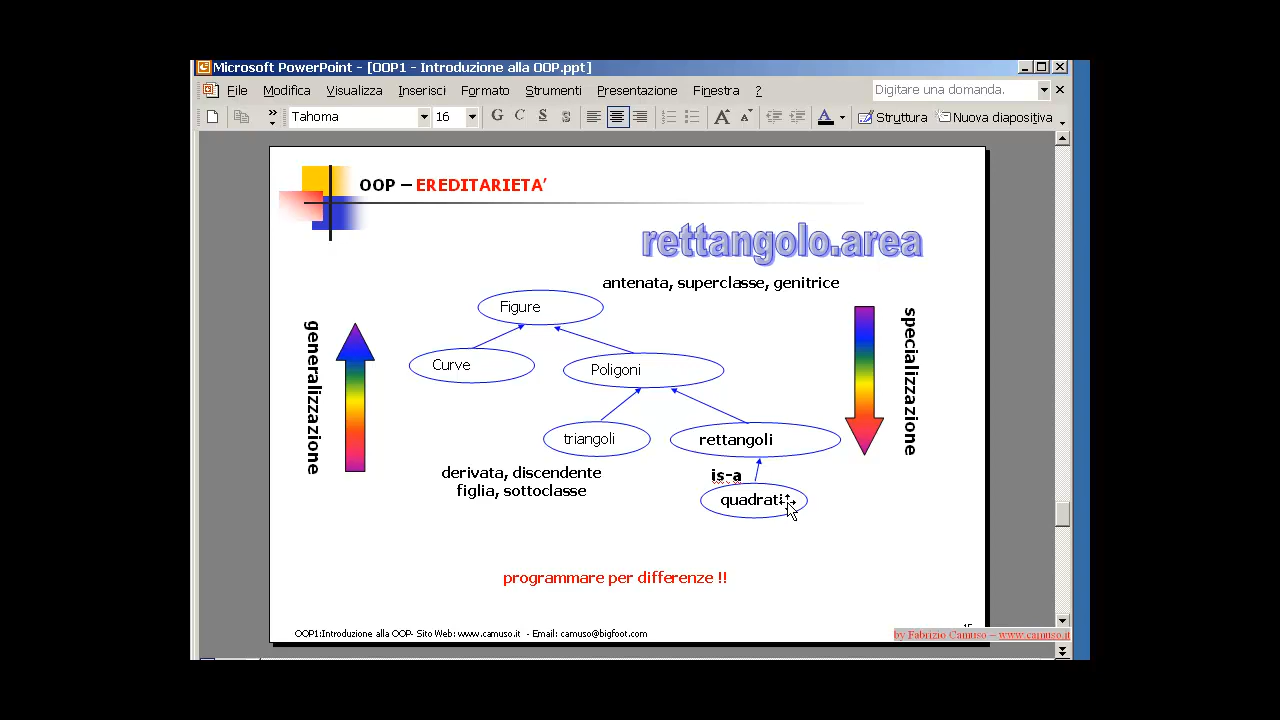 Microsoft PowerPoint - [OOP1 - Introduzione alla OOP.ppt]
File Modifica Visualizza Inserisci Formato Strumenti Presentazione Finestra ? Digitare una domanda.
Tahoma 16 G C S S A A A Struttura Nuova diapositiva
OOP – EREDITARIETA’
rettangolo.area
antenata, superclasse, genitrice
Figure
generalizzazione
specializzazione
Curve
Poligoni
triangoli
rettangoli
derivata, discendente
figlia, sottoclasse
is-a
quadrati
programmare per differenze !!
OOP1:Introduzione alla OOP- Sito Web: www.camuso.it - Email: camuso@bigfoot.com
by Fabrizio Camuso – www.camuso.it